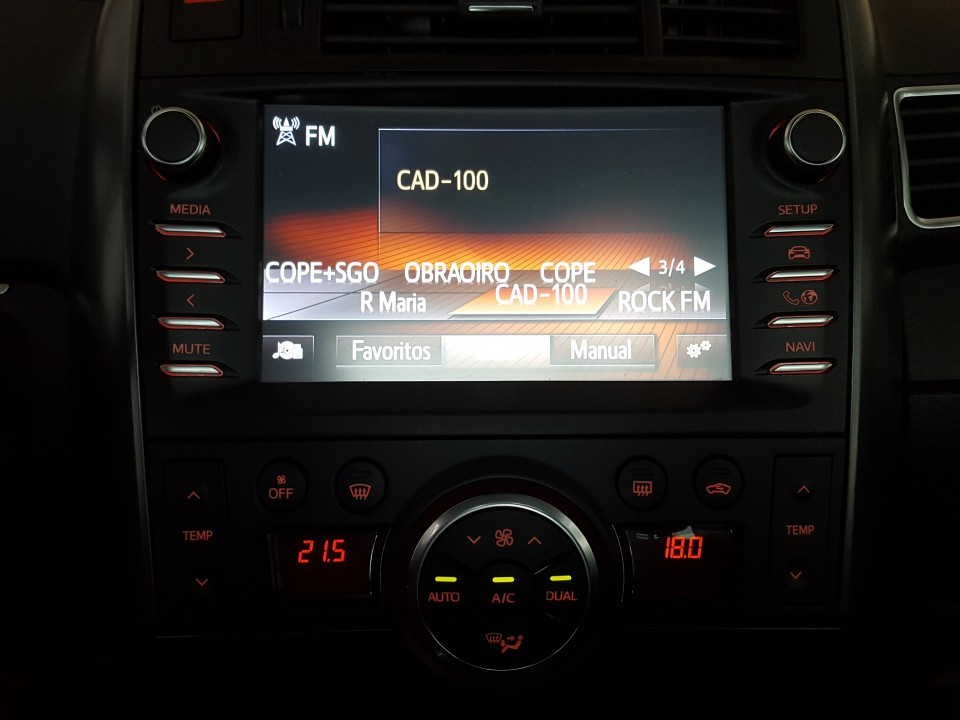 FM
CAD-100
MEDIA
SETUP
COPE+SGO OBRADOIRO COPE 3/4
R Maria CAD-100 ROCK FM
MUTE
NAVI
Favoritos Manual
OFF
TEMP
TEMP
21.5
18.0
AUTO A/C DUAL